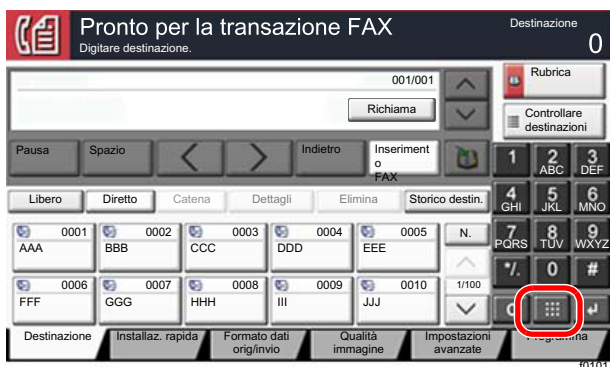 Pronto per la transazione FAX
Digitare destinazione.
Destinazione
0
001/001
Richiama
Rubrica
Controllare
destinazioni
Pausa
Spazio
Indietro
Inseriment
o
FAX
1
2
ABC
3
DEF
Libero
Diretto
Catena
Dettagli
Elimina
Storico destin.
4
GHI
5
JKL
6
MNO
0001
AAA
0002
BBB
0003
CCC
0004
DDD
0005
EEE
N.
7
PQRS
8
TUV
9
WXYZ
0006
FFF
0007
GGG
0008
HHH
0009
III
0010
JJJ
1/100
*/.
0
#
C
Destinazione
Installaz. rapida
Formato dati
orig/invio
Qualità
immagine
Impostazioni
avanzate
Programma
f0101